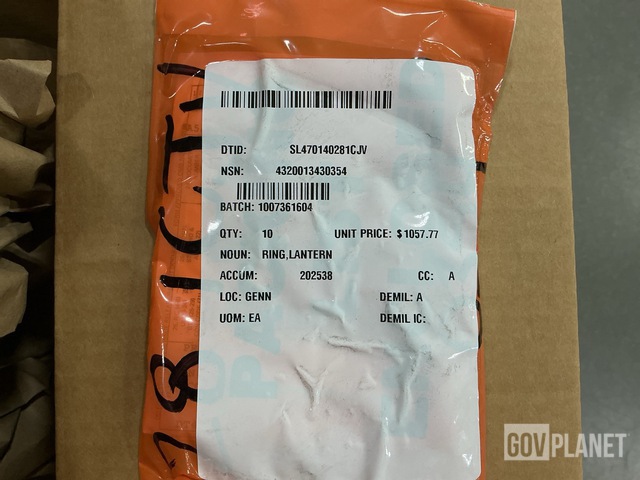 DTID: SL470140281CJV
NSN: 4320013430354
BATCH: 1007361604
QTY: 10 UNIT PRICE: $1057.77
NOUN: RING,LANTERN
ACCUM: 202538 CC: A
LOC: GENN DEMIL: A
UOM: EA DEMIL IC:
GOVPLANET